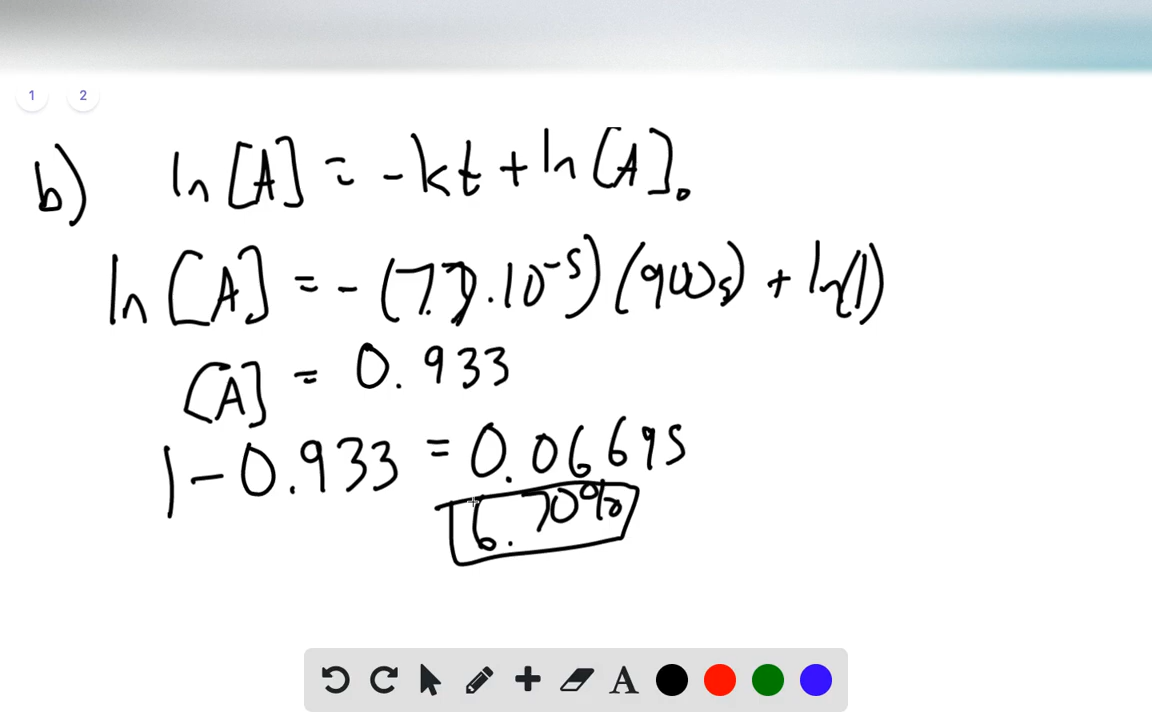 1 2
b) ln [A] = -kt + ln [A]₀
ln [A] = - (7.7·10⁻⁵) (900s) + ln(1)
[A] = 0.933
1 - 0.933 = 0.06695
6.70%
A